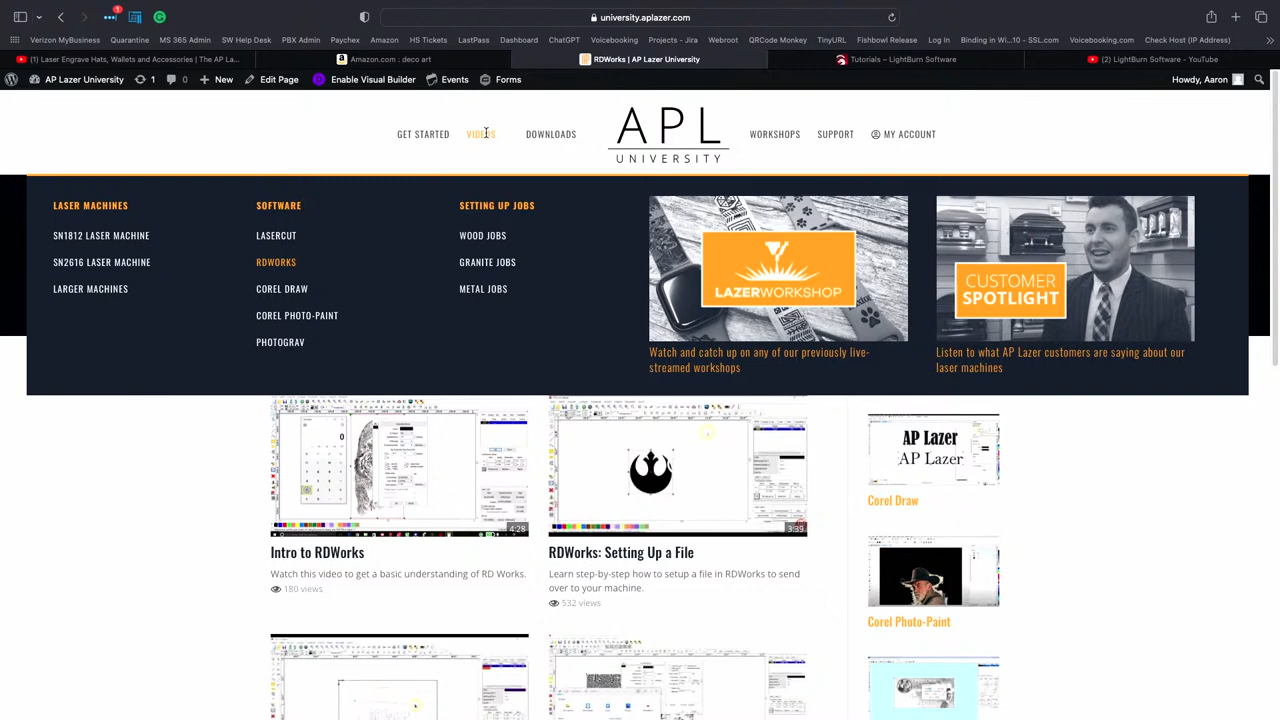 university.aplazer.com
1
Verizon MyBusiness Quarantine MS 365 Admin SW Help Desk PBX Admin Paychex Amazon HS Tickets LastPass Dashboard ChatGPT Voicebooking Projects - Jira Webroot QRCode Monkey TinyURL Fishbowl Release Log In Binding in Wi...10 - SSL.com Voicebooking.com Check Host (IP Address)
(1) Laser Engrave Hats, Wallets and Accessories | The AP La... Amazon.com : deco art RDWorks | AP Lazer University Tutorials – LightBurn Software (2) LightBurn Software - YouTube
AP Lazer University 1 0 New Edit Page Enable Visual Builder Events Forms Howdy, Aaron
GET STARTED VIDEOS DOWNLOADS APL UNIVERSITY WORKSHOPS SUPPORT MY ACCOUNT
LASER MACHINES
SN1812 LASER MACHINE
SN2616 LASER MACHINE
LARGER MACHINES
SOFTWARE
LASERCUT
RDWORKS
COREL DRAW
COREL PHOTO-PAINT
PHOTOGRAV
SETTING UP JOBS
WOOD JOBS
GRANITE JOBS
METAL JOBS
LAZERWORKSHOP
Watch and catch up on any of our previously live-
streamed workshops
CUSTOMER
SPOTLIGHT
Listen to what AP Lazer customers are saying about our
laser machines
4:28
Intro to RDWorks
Watch this video to get a basic understanding of RD Works.
180 views
3:39
RDWorks: Setting Up a File
Learn step-by-step how to setup a file in RDWorks to send
over to your machine.
532 views
AP Lazer
AP Lazer
Corel Draw
Corel Photo-Paint